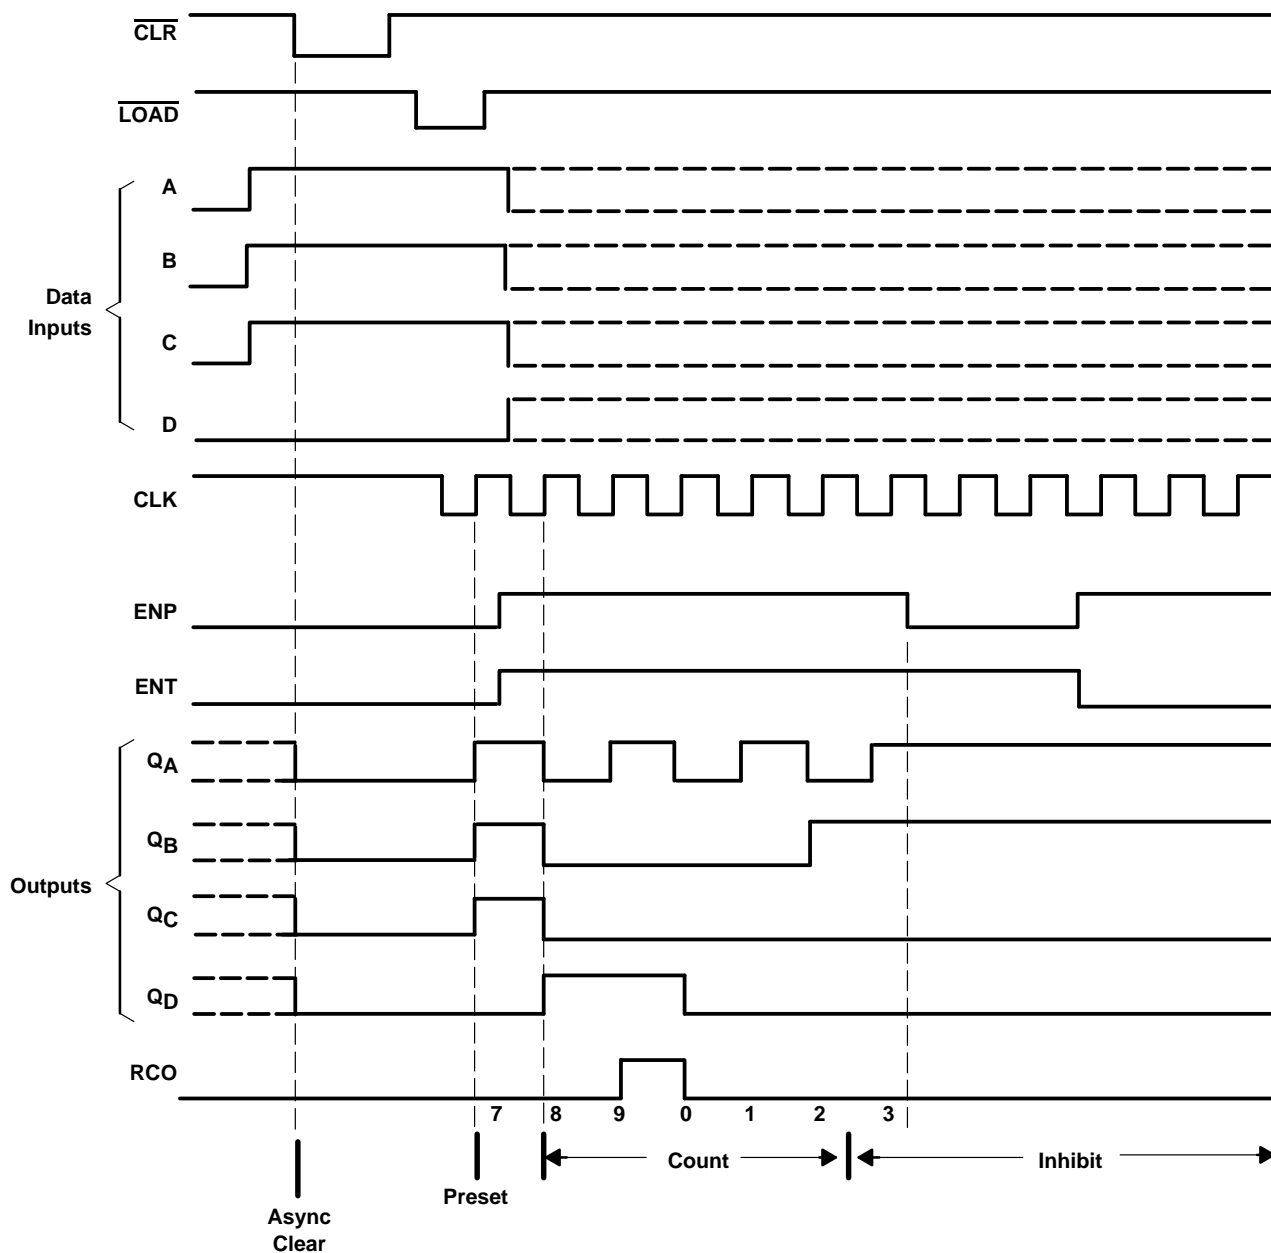 CLR
LOAD
A
B
Data
Inputs
C
D
CLK
ENP
ENT
QA
QB
Outputs
QC
QD
RCO
7 8 9 0 1 2 3
Count
Inhibit
Preset
Async
Clear